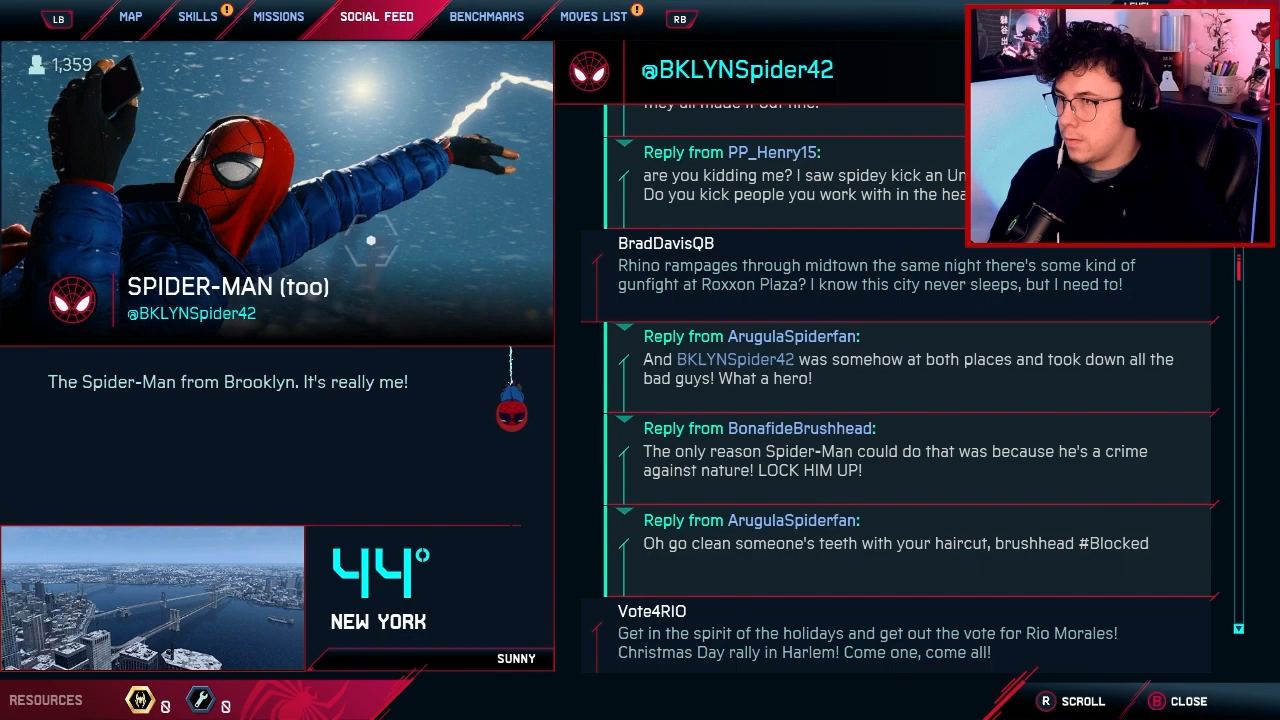 LB
MAP
SKILLS
MISSIONS
SOCIAL FEED
BENCHMARKS
MOVES LIST
RB
1,359
SPIDER-MAN (too)
@BKLYNSpider42
The Spider-Man from Brooklyn. It's really me!
44°
NEW YORK
SUNNY
@BKLYNSpider42
they all made it out fine.
Reply from PP_Henry15:
are you kidding me? I saw spidey kick an
Do you kick people you work with in the
BradDavisQB
Rhino rampages through midtown the same night there's some kind of
gunfight at Roxxon Plaza? I know this city never sleeps, but I need to!
Reply from ArugulaSpiderfan:
And BKLYNSpider42 was somehow at both places and took down all the
bad guys! What a hero!
Reply from BonafideBrushhead:
The only reason Spider-Man could do that was because he's a crime
against nature! LOCK HIM UP!
Reply from ArugulaSpiderfan:
Oh go clean someone's teeth with your haircut, brushhead #Blocked
Vote4RIO
Get in the spirit of the holidays and get out the vote for Rio Morales!
Christmas Day rally in Harlem! Come one, come all!
RESOURCES
0
0
R SCROLL
B CLOSE